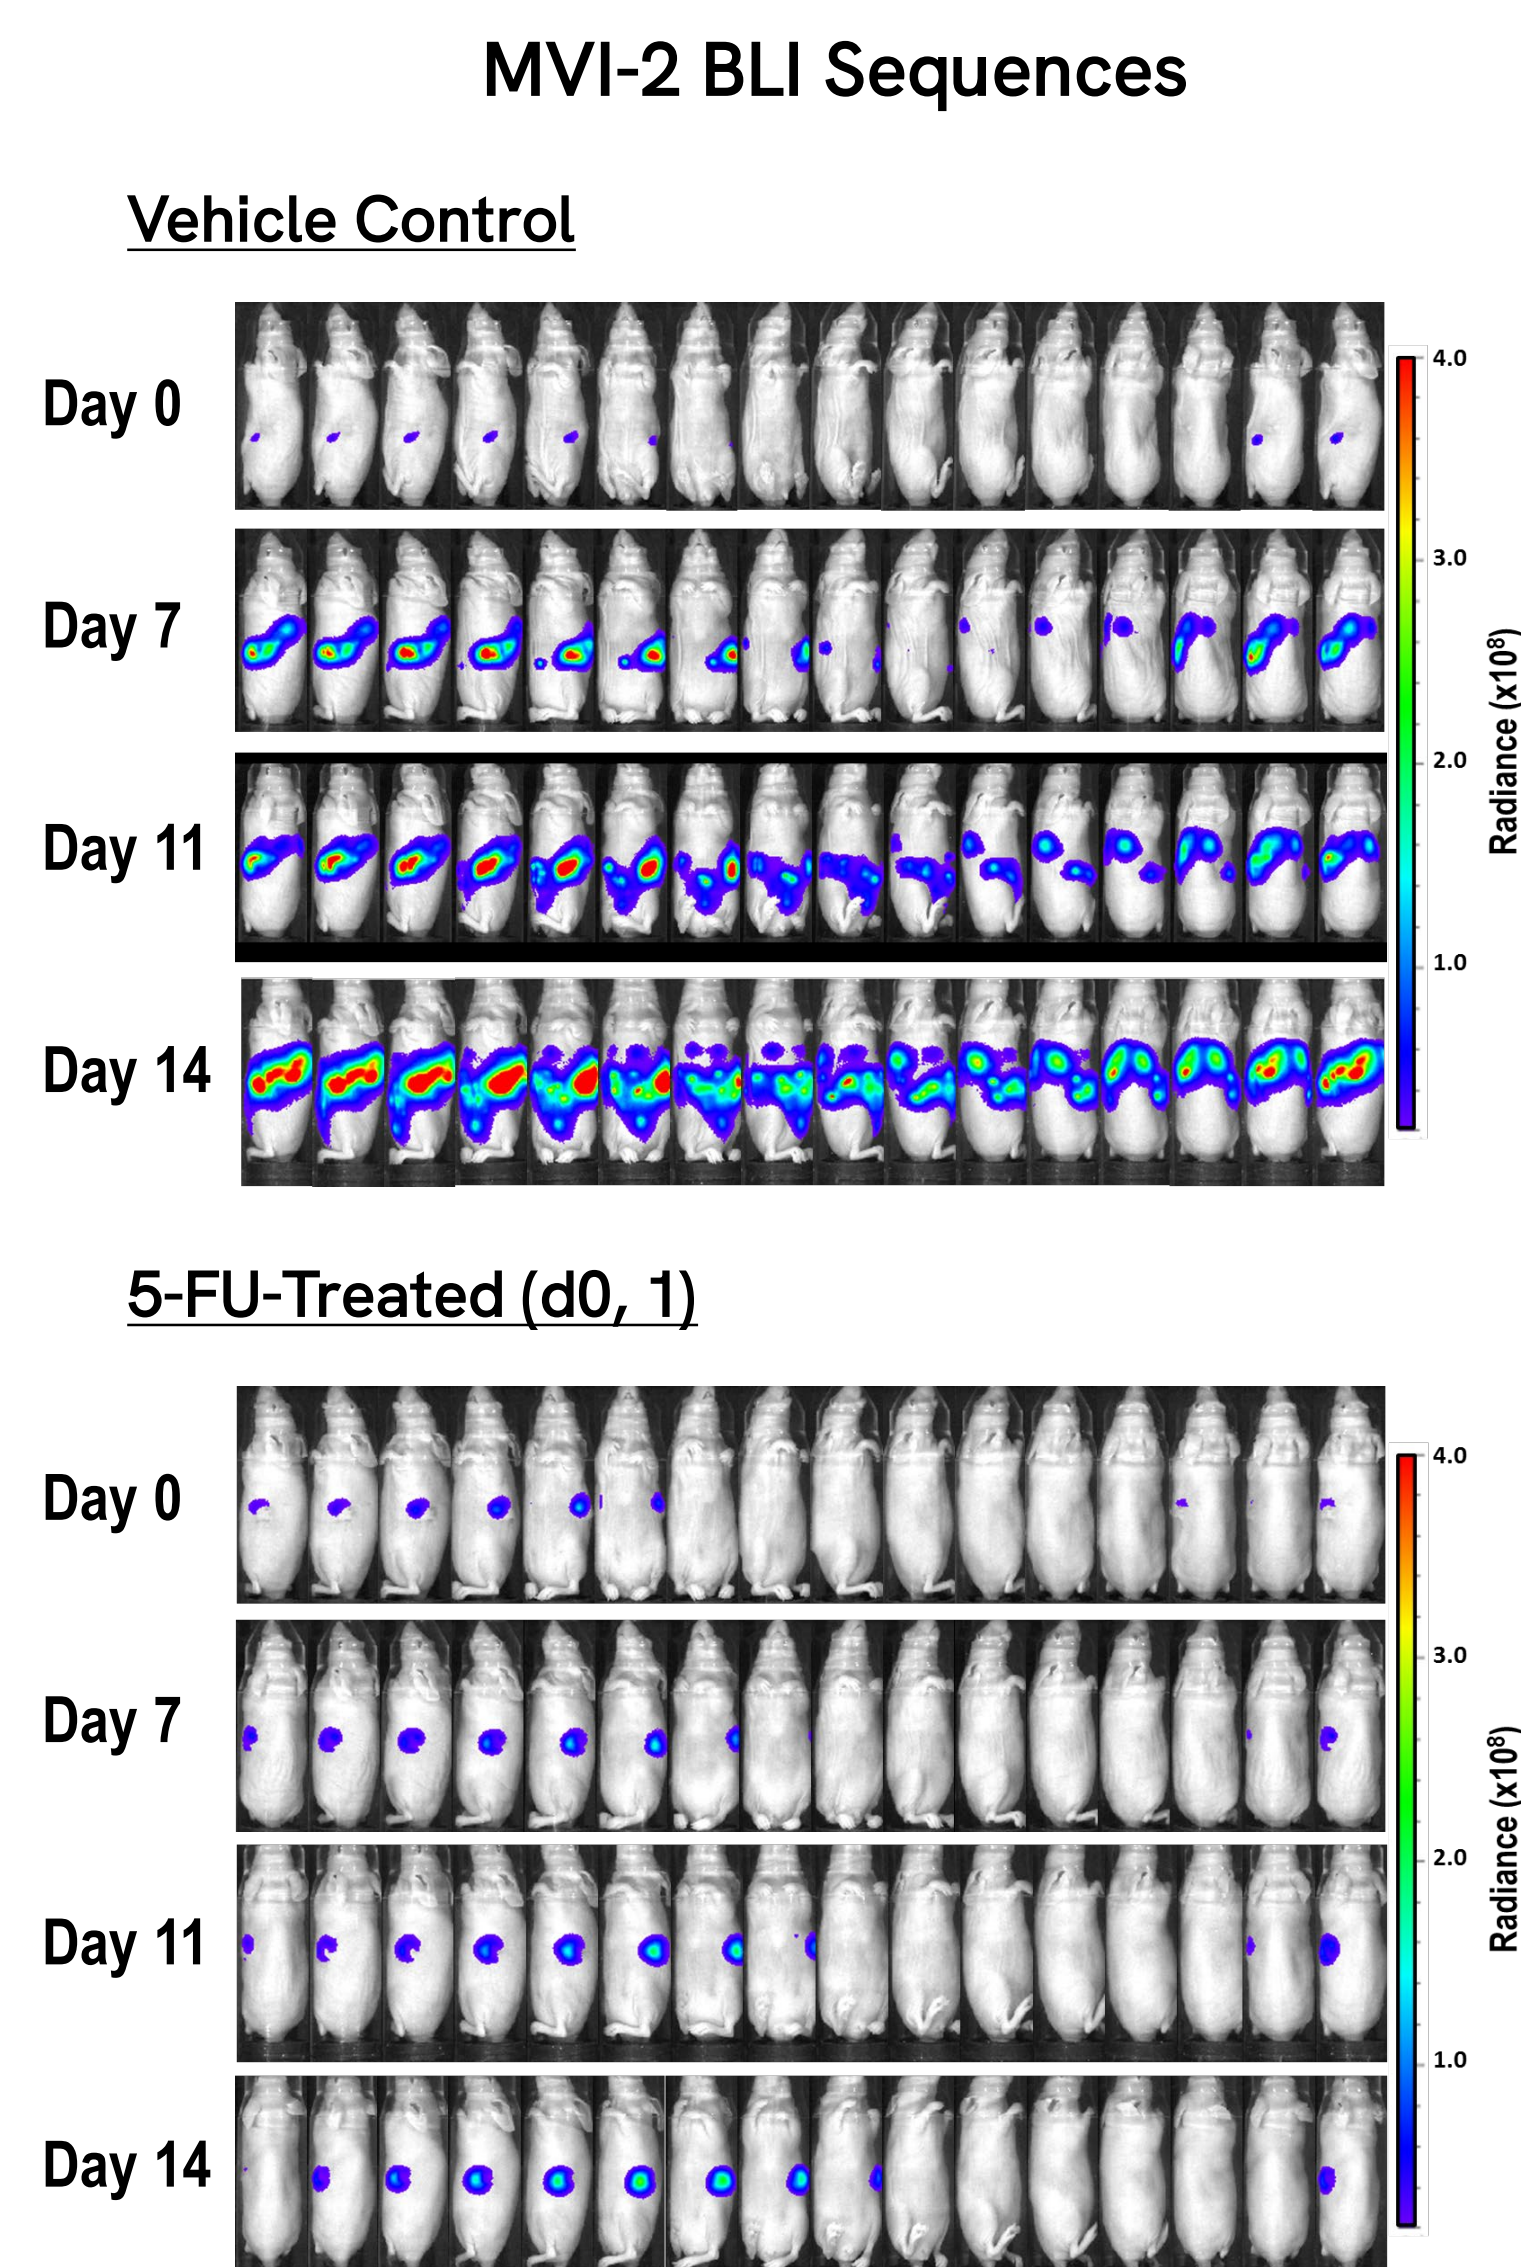 MVI-2 BLI Sequences
Vehicle Control
Day 0
Day 7
Day 11
Day 14
4.0
3.0
2.0
1.0
Radiance (x10⁸)
5-FU-Treated (d0, 1)
Day 0
Day 7
Day 11
Day 14
4.0
3.0
2.0
1.0
Radiance (x10⁸)